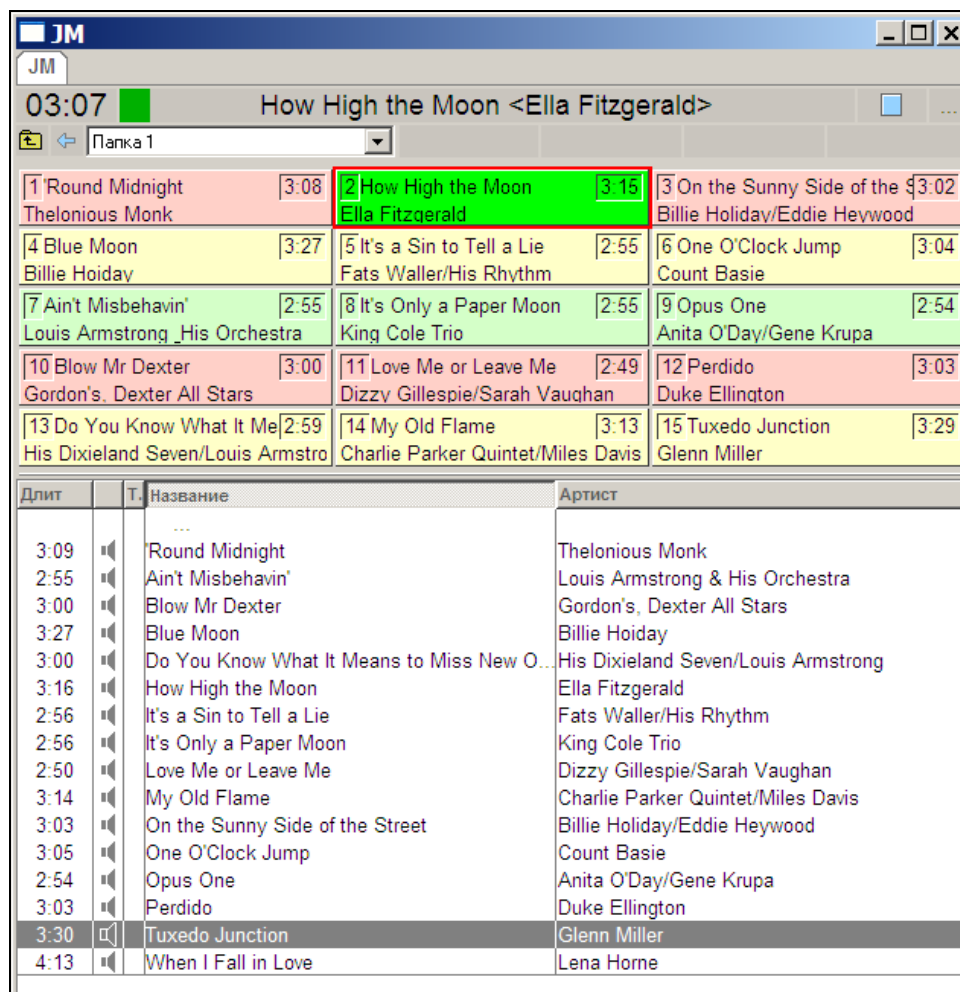 JM
JM
03:07 How High the Moon <Ella Fitzgerald> ...
Папка 1
1 'Round Midnight 3:08 2 How High the Moon 3:15 3 On the Sunny Side of the S 3:02
Thelonious Monk Ella Fitzgerald Billie Holiday/Eddie Heywood
4 Blue Moon 3:27 5 It's a Sin to Tell a Lie 2:55 6 One O'Clock Jump 3:04
Billie Hoiday Fats Waller/His Rhythm Count Basie
7 Ain't Misbehavin' 2:55 8 It's Only a Paper Moon 2:55 9 Opus One 2:54
Louis Armstrong _His Orchestra King Cole Trio Anita O'Day/Gene Krupa
10 Blow Mr Dexter 3:00 11 Love Me or Leave Me 2:49 12 Perdido 3:03
Gordon's, Dexter All Stars Dizzy Gillespie/Sarah Vaughan Duke Ellington
13 Do You Know What It Me 2:59 14 My Old Flame 3:13 15 Tuxedo Junction 3:29
His Dixieland Seven/Louis Armstro Charlie Parker Quintet/Miles Davis Glenn Miller
Длит Т. Название Артист
...
3:09 'Round Midnight Thelonious Monk
2:55 Ain't Misbehavin' Louis Armstrong & His Orchestra
3:00 Blow Mr Dexter Gordon's, Dexter All Stars
3:27 Blue Moon Billie Hoiday
3:00 Do You Know What It Means to Miss New O... His Dixieland Seven/Louis Armstrong
3:16 How High the Moon Ella Fitzgerald
2:56 It's a Sin to Tell a Lie Fats Waller/His Rhythm
2:56 It's Only a Paper Moon King Cole Trio
2:50 Love Me or Leave Me Dizzy Gillespie/Sarah Vaughan
3:14 My Old Flame Charlie Parker Quintet/Miles Davis
3:03 On the Sunny Side of the Street Billie Holiday/Eddie Heywood
3:05 One O'Clock Jump Count Basie
2:54 Opus One Anita O'Day/Gene Krupa
3:03 Perdido Duke Ellington
3:30 Tuxedo Junction Glenn Miller
4:13 When I Fall in Love Lena Horne